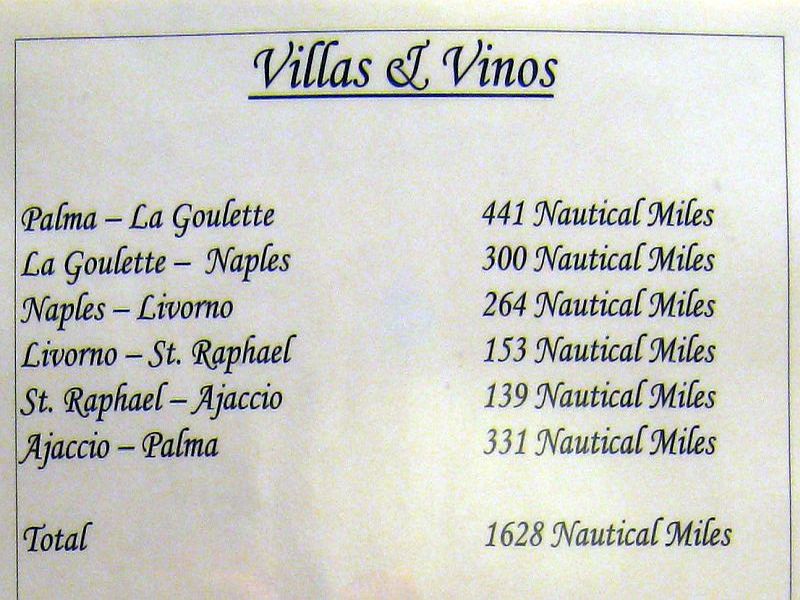 Villas & Vinos
Palma – La Goulette 441 Nautical Miles
La Goulette – Naples 300 Nautical Miles
Naples – Livorno 264 Nautical Miles
Livorno – St. Raphael 153 Nautical Miles
St. Raphael – Ajaccio 139 Nautical Miles
Ajaccio – Palma 331 Nautical Miles
Total 1628 Nautical Miles